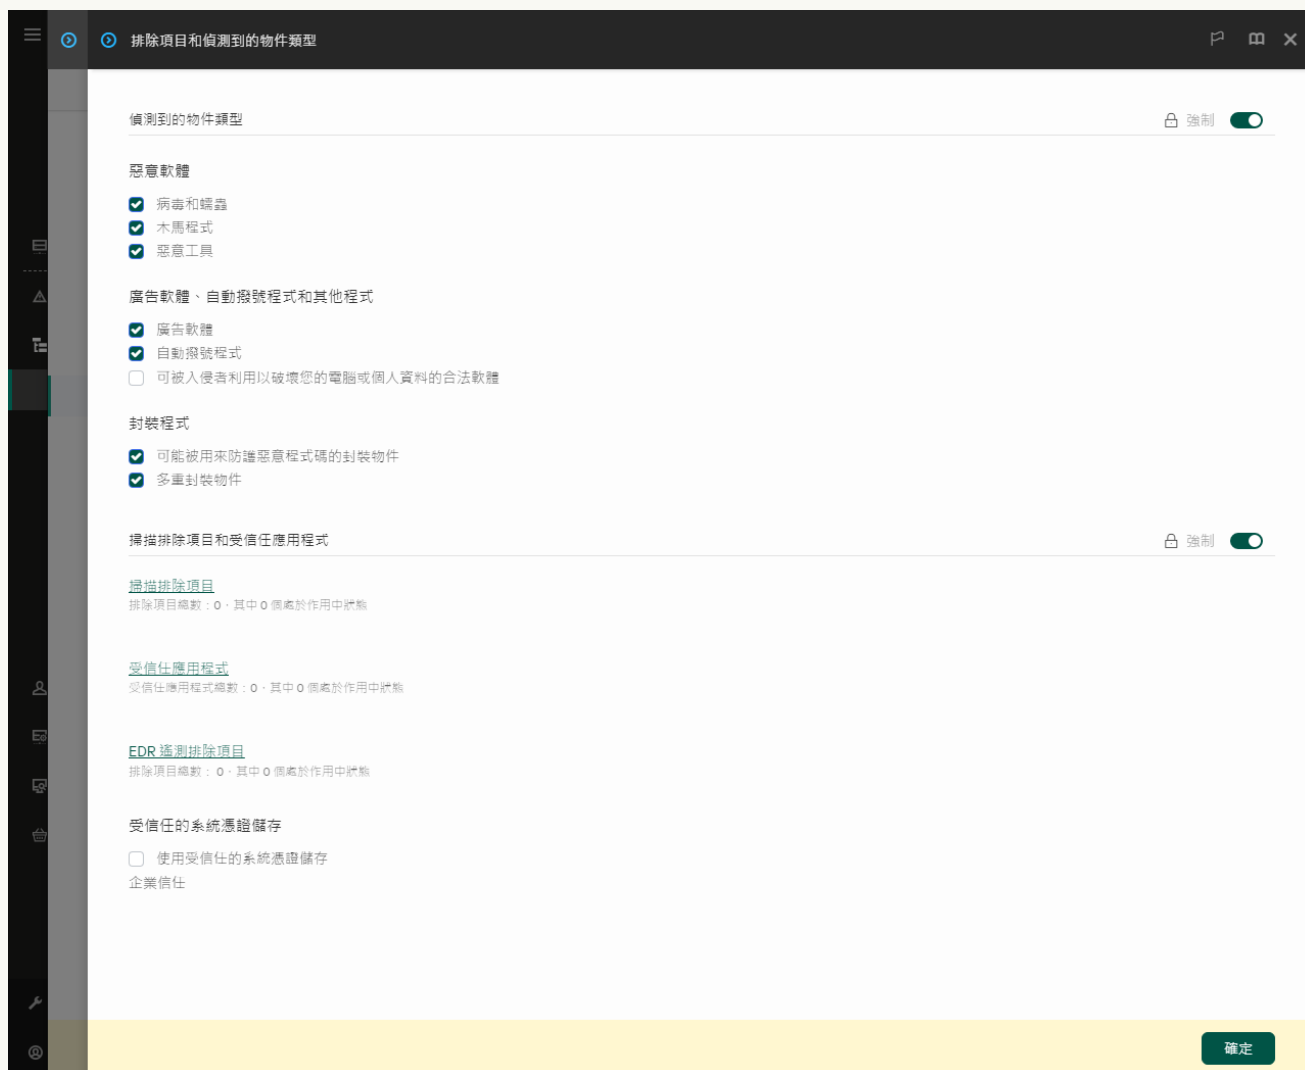 排除項目和偵測到的物件類型
偵測到的物件類型
強制
惡意軟體
病毒和蠕蟲
木馬程式
惡意工具
廣告軟體、自動撥號程式和其他程式
廣告軟體
自動撥號程式
可被入侵者利用以破壞您的電腦或個人資料的合法軟體
封裝程式
可能被用來防護惡意程式碼的封裝物件
多重封裝物件
掃描排除項目和受信任應用程式
強制
掃描排除項目
排除項目總數：0，其中 0 個處於作用中狀態
受信任應用程式
受信任應用程式總數：0，其中 0 個處於作用中狀態
EDR 遙測排除項目
排除項目總數： 0，其中 0 個處於作用中狀態
受信任的系統憑證儲存
使用受信任的系統憑證儲存
企業信任
確定